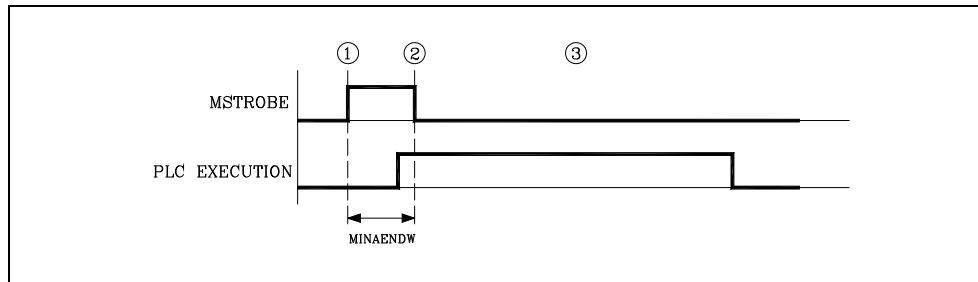 ① ② ③
MSTROBE
PLC EXECUTION
MINAENDW